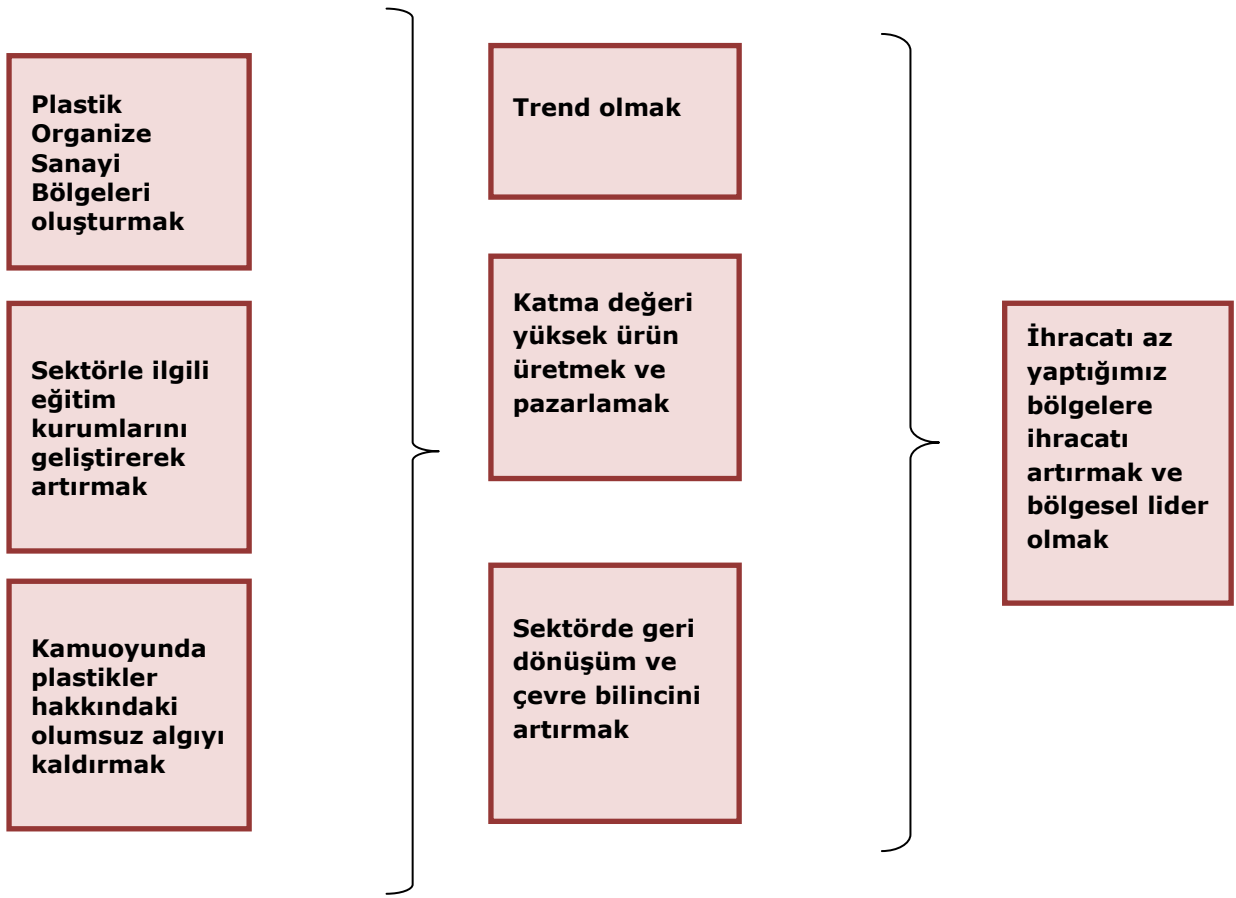 Plastik
Organize
Sanayi
Bölgeleri
oluşturmak
Sektörle ilgili
eğitim
kurumlarını
geliştirerek
artırmak
Kamuoyunda
plastikler
hakkındaki
olumsuz algıyı
kaldırmak
Trend olmak
Katma değeri
yüksek ürün
üretmek ve
pazarlamak
Sektörde geri
dönüşüm ve
çevre bilincini
artırmak
İhracatı az
yaptığımız
bölgelere
ihracatı
artırmak ve
bölgesel lider
olmak